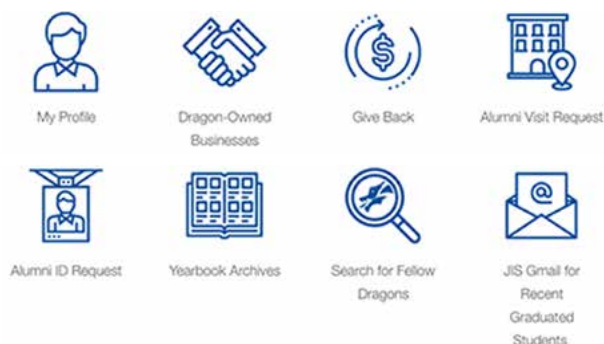 My Profile
Dragon-Owned
Businesses
Give Back
Alumni Visit Request
Alumni ID Request
Yearbook Archives
Search for Fellow
Dragons
JIS Gmail for
Recent
Graduated
Students